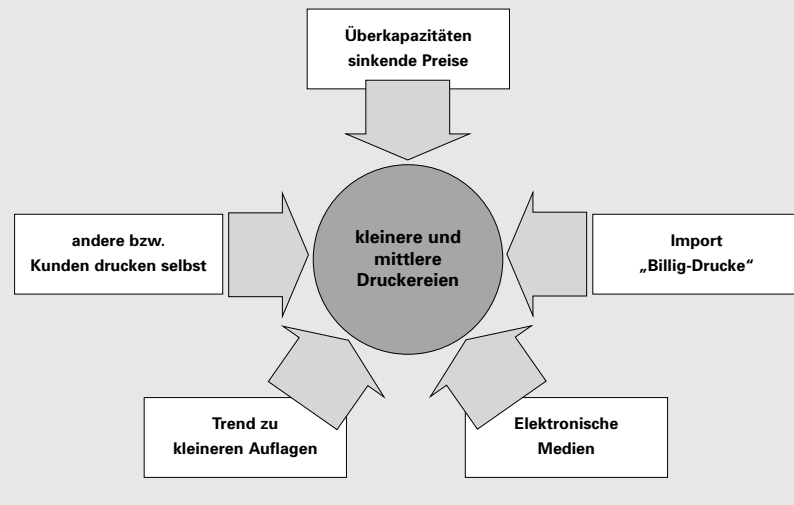 Überkapazitäten
sinkende Preise
andere bzw.
Kunden drucken selbst
kleinere und
mittlere
Druckereien
Import
„Billig-Drucke“
Trend zu
kleineren Auflagen
Elektronische
Medien